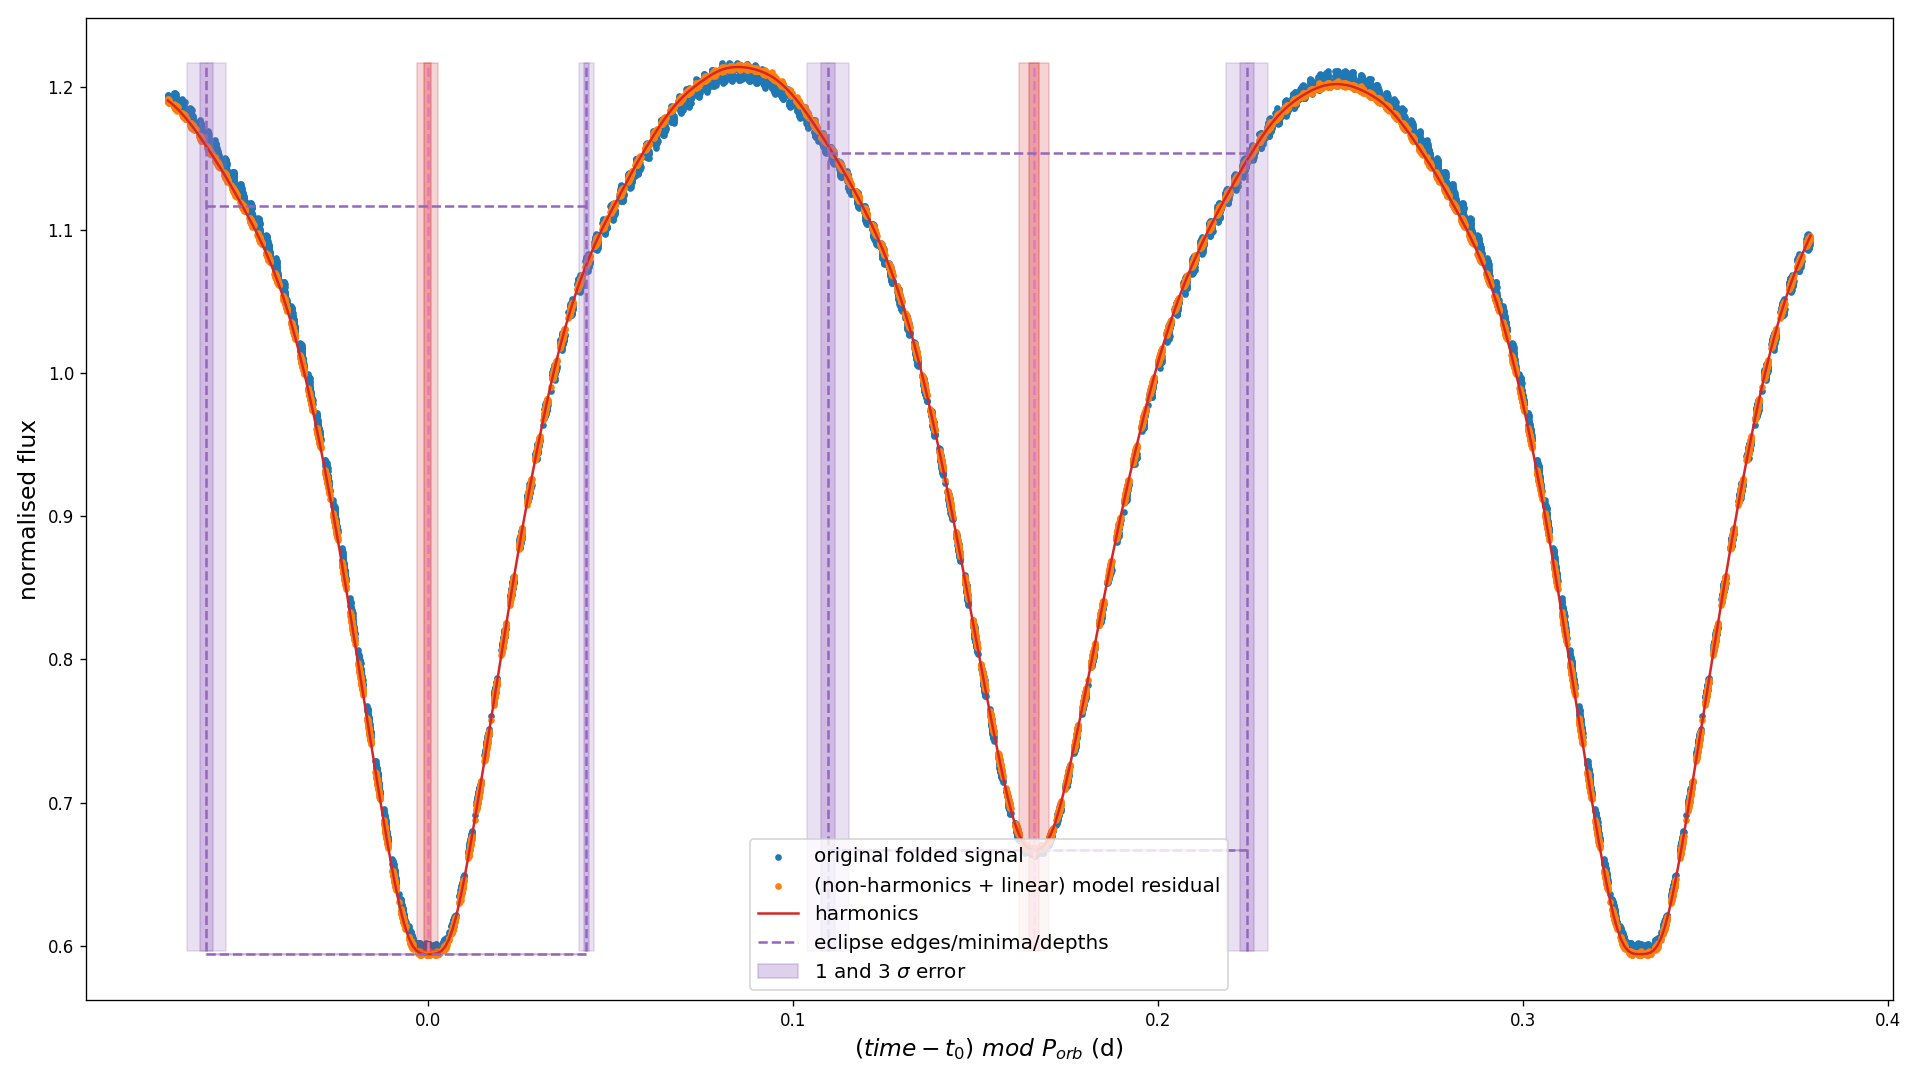 normalised flux
1.2
1.1
1.0
0.9
0.8
0.7
0.6
original folded signal
(non-harmonics + linear) model residual
harmonics
eclipse edges/minima/depths
1 and 3 σ error
0.0 0.1 0.2 0.3 0.4
(time − t₀) mod Pₒᵣb (d)